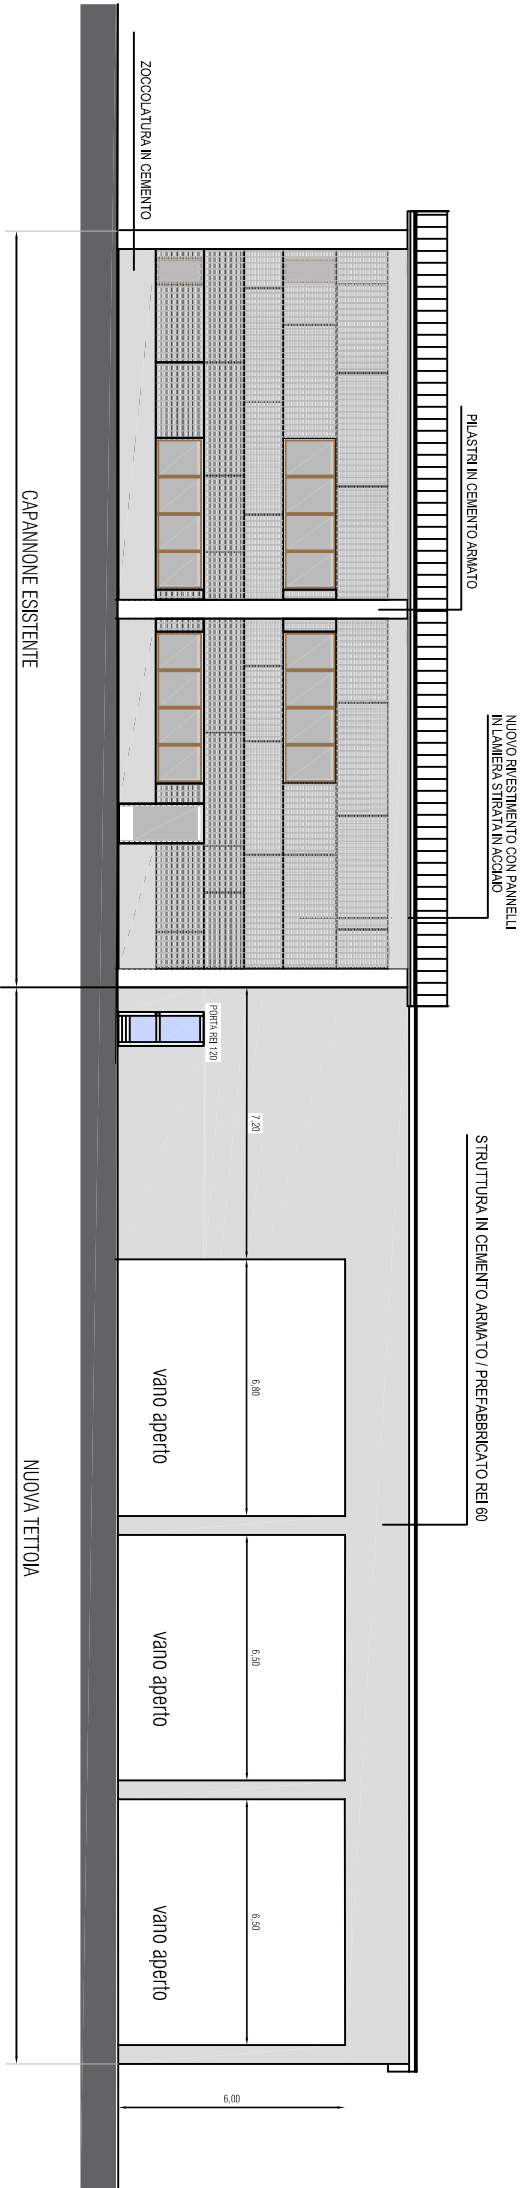 ZOCCOLATURA IN CEMENTO
PILASTRI IN CEMENTO ARMATO
NUOVO RIVESTIMENTO CON PANNELLI
IN LAMIERA STIRATA IN ACCIAIO
STRUTTURA IN CEMENTO ARMATO / PREFABBRICATO REI 60
PORTA REI 120
7,20
6,80
6,50
6,50
vano aperto
vano aperto
vano aperto
6,00
CAPANNONE ESISTENTE
NUOVA TETTOIA